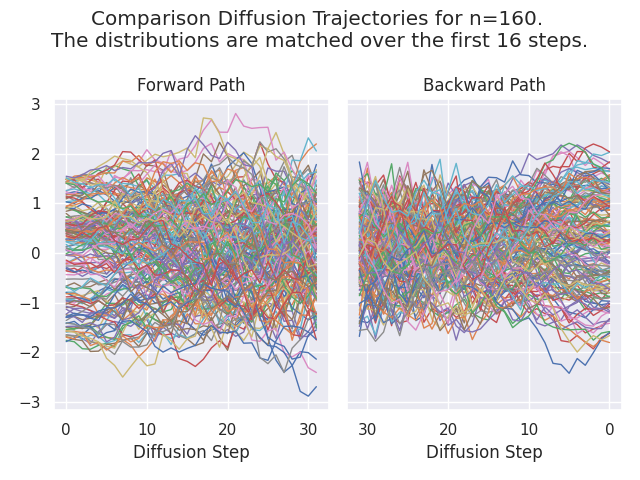 Comparison Diffusion Trajectories for n=160.
The distributions are matched over the first 16 steps.
Forward Path
Backward Path
3
2
1
0
−1
−2
−3
0 10 20 30
30 20 10 0
Diffusion Step
Diffusion Step